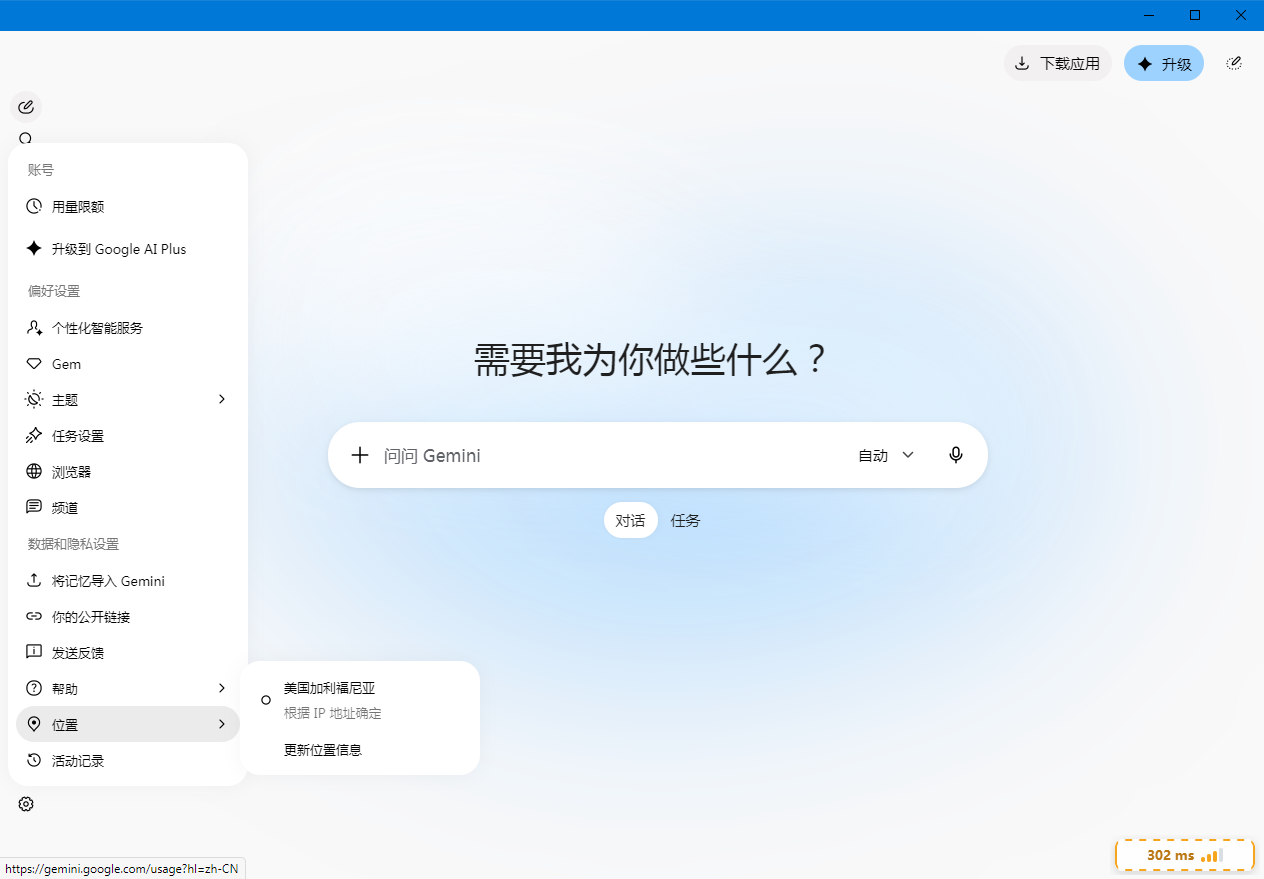 下载应用
升级
账号
用量限额
升级到 Google AI Plus
偏好设置
个性化智能服务
Gem
主题
任务设置
浏览器
频道
数据和隐私设置
将记忆导入 Gemini
你的公开链接
发送反馈
帮助
位置
活动记录
美国加利福尼亚
根据 IP 地址确定
更新位置信息
需要我为你做些什么？
问问 Gemini
自动
对话
任务
https://gemini.google.com/usage?hl=zh-CN
302 ms